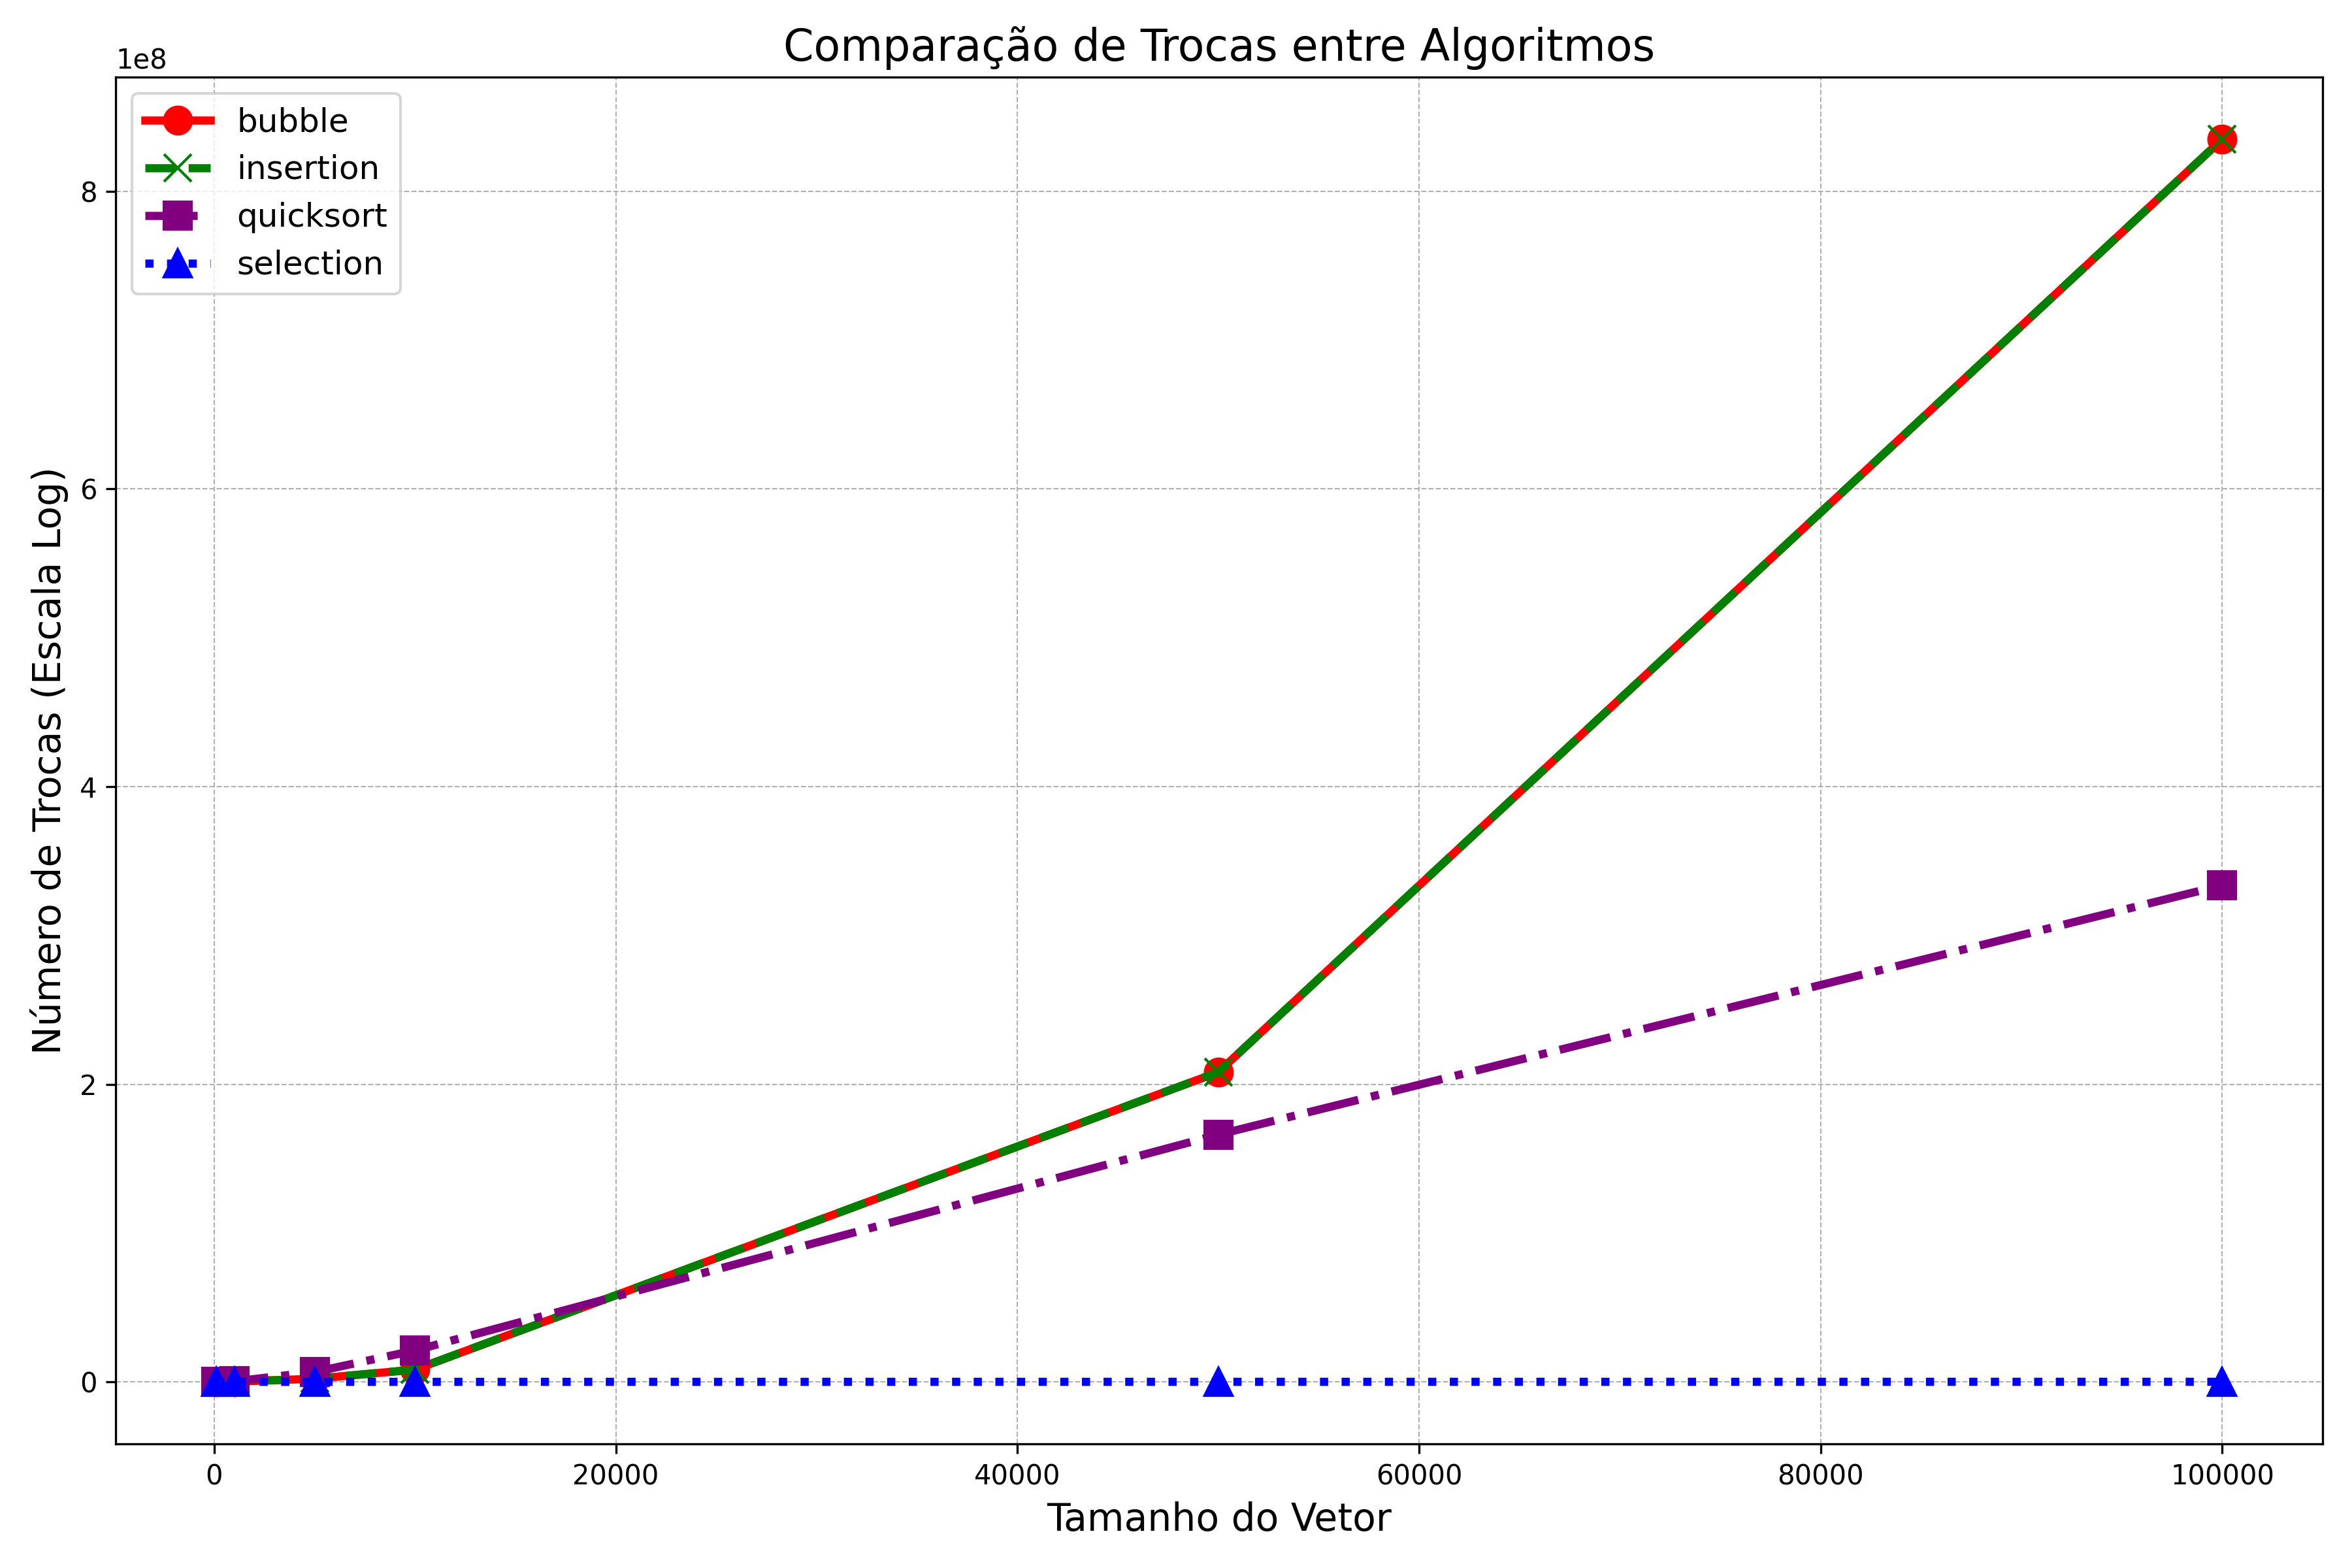 Comparação de Trocas entre Algoritmos
1e8
bubble
insertion
quicksort
selection
Número de Trocas (Escala Log)
8
6
4
2
0
0 20000 40000 60000 80000 100000
Tamanho do Vetor